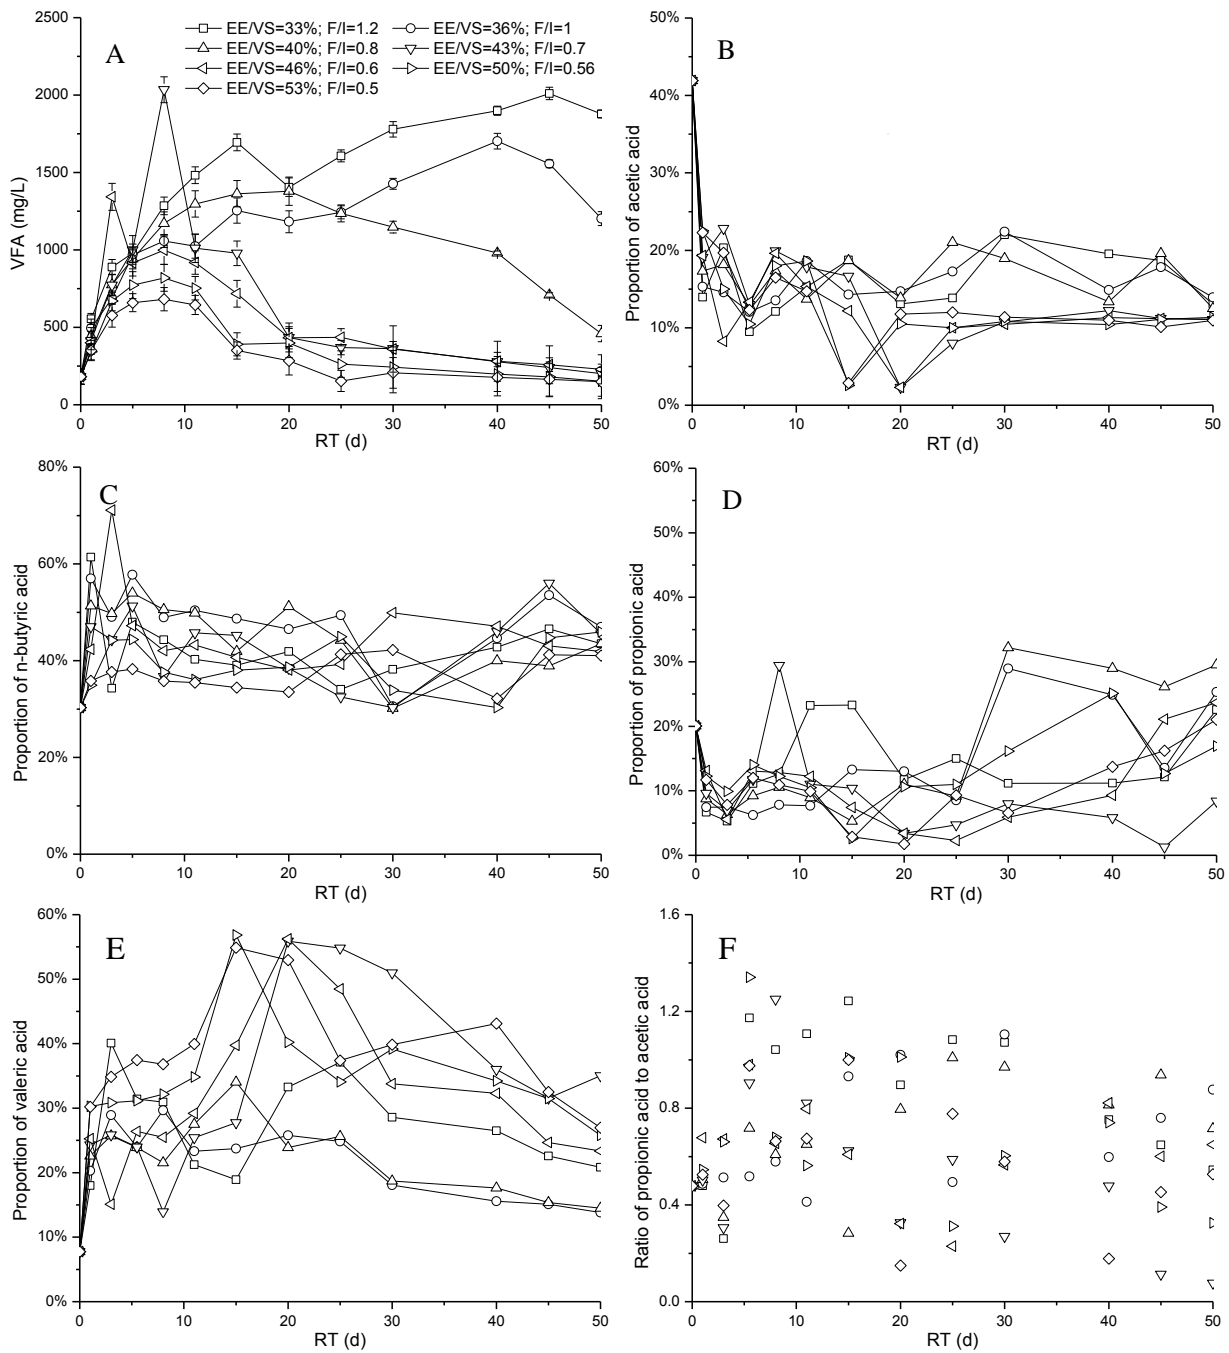 A
EE/VS=33%; F/I=1.2 EE/VS=36%; F/I=1
EE/VS=40%; F/I=0.8 EE/VS=43%; F/I=0.7
EE/VS=46%; F/I=0.6 EE/VS=50%; F/I=0.56
EE/VS=53%; F/I=0.5
VFA (mg/L)
2500
2000
1500
1000
500
0
0 10 20 30 40 50
RT (d)
B
Proportion of acetic acid
50%
40%
30%
20%
10%
0%
0 10 20 30 40 50
RT (d)
C
Proportion of n-butyric acid
80%
60%
40%
20%
0%
0 10 20 30 40 50
RT (d)
D
Proportion of propionic acid
60%
50%
40%
30%
20%
10%
0%
0 10 20 30 40 50
RT (d)
E
Proportion of valeric acid
60%
50%
40%
30%
20%
10%
0%
0 10 20 30 40 50
RT (d)
F
Ratio of propionic acid to acetic acid
1.6
1.2
0.8
0.4
0.0
0 10 20 30 40 50
RT (d)